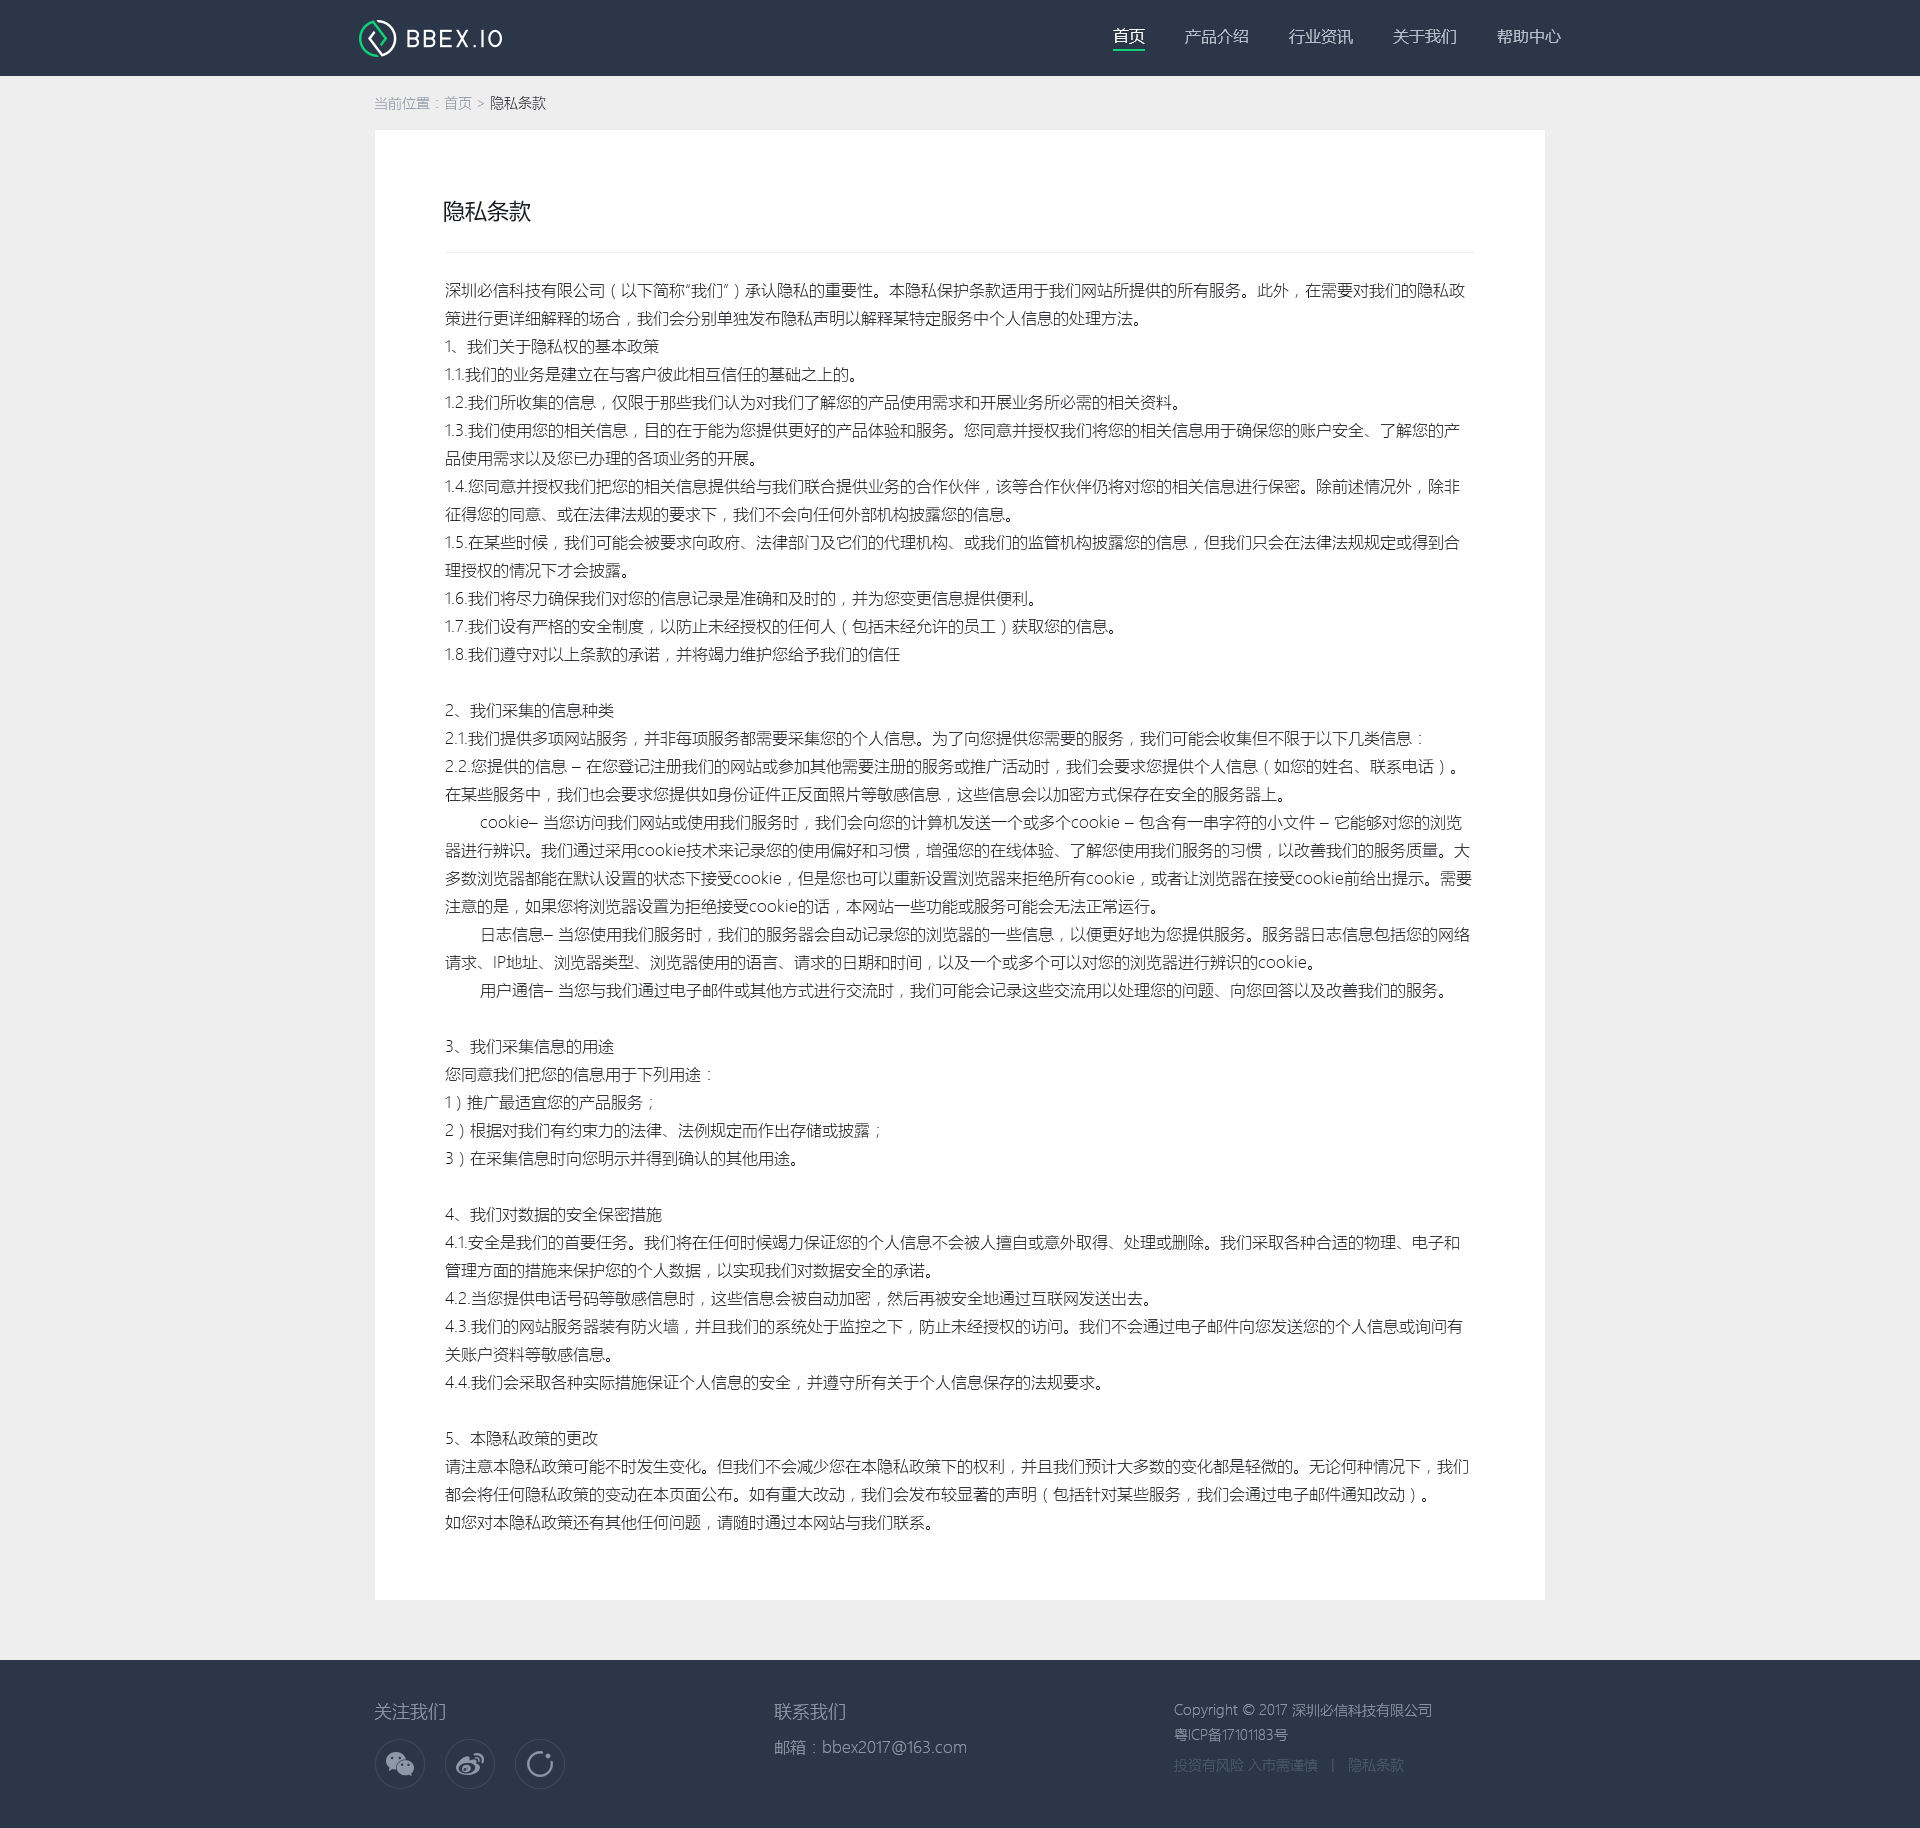 BBEX.IO
首页 产品介绍 行业资讯 关于我们 帮助中心
当前位置：首页 > 隐私条款
隐私条款
深圳必信科技有限公司（以下简称“我们”）承认隐私的重要性。本隐私保护条款适用于我们网站所提供的所有服务。此外，在需要对我们的隐私政
策进行更详细解释的场合，我们会分别单独发布隐私声明以解释某特定服务中个人信息的处理方法。
1、我们关于隐私权的基本政策
1.1.我们的业务是建立在与客户彼此相互信任的基础之上的。
1.2.我们所收集的信息，仅限于那些我们认为对我们了解您的产品使用需求和开展业务所必需的相关资料。
1.3.我们使用您的相关信息，目的在于能为您提供更好的产品体验和服务。您同意并授权我们将您的相关信息用于确保您的账户安全、了解您的产
品使用需求以及您已办理的各项业务的开展。
1.4.您同意并授权我们把您的相关信息提供给与我们联合提供业务的合作伙伴，该等合作伙伴仍将对您的相关信息进行保密。除前述情况外，除非
征得您的同意、或在法律法规的要求下，我们不会向任何外部机构披露您的信息。
1.5.在某些时候，我们可能会被要求向政府、法律部门及它们的代理机构、或我们的监管机构披露您的信息，但我们只会在法律法规规定或得到合
理授权的情况下才会披露。
1.6.我们将尽力确保我们对您的信息记录是准确和及时的，并为您变更信息提供便利。
1.7.我们设有严格的安全制度，以防止未经授权的任何人（包括未经允许的员工）获取您的信息。
1.8.我们遵守对以上条款的承诺，并将竭力维护您给予我们的信任
2、我们采集的信息种类
2.1.我们提供多项网站服务，并非每项服务都需要采集您的个人信息。为了向您提供您需要的服务，我们可能会收集但不限于以下几类信息：
2.2.您提供的信息 – 在您登记注册我们的网站或参加其他需要注册的服务或推广活动时，我们会要求您提供个人信息（如您的姓名、联系电话）。
在某些服务中，我们也会要求您提供如身份证件正反面照片等敏感信息，这些信息会以加密方式保存在安全的服务器上。
cookie– 当您访问我们网站或使用我们服务时，我们会向您的计算机发送一个或多个cookie – 包含有一串字符的小文件 – 它能够对您的浏览
器进行辨识。我们通过采用cookie技术来记录您的使用偏好和习惯，增强您的在线体验、了解您使用我们服务的习惯，以改善我们的服务质量。大
多数浏览器都能在默认设置的状态下接受cookie，但是您也可以重新设置浏览器来拒绝所有cookie，或者让浏览器在接受cookie前给出提示。需要
注意的是，如果您将浏览器设置为拒绝接受cookie的话，本网站一些功能或服务可能会无法正常运行。
日志信息– 当您使用我们服务时，我们的服务器会自动记录您的浏览器的一些信息，以便更好地为您提供服务。服务器日志信息包括您的网络
请求、IP地址、浏览器类型、浏览器使用的语言、请求的日期和时间，以及一个或多个可以对您的浏览器进行辨识的cookie。
用户通信– 当您与我们通过电子邮件或其他方式进行交流时，我们可能会记录这些交流用以处理您的问题、向您回答以及改善我们的服务。
3、我们采集信息的用途
您同意我们把您的信息用于下列用途：
1）推广最适宜您的产品服务；
2）根据对我们有约束力的法律、法例规定而作出存储或披露；
3）在采集信息时向您明示并得到确认的其他用途。
4、我们对数据的安全保密措施
4.1.安全是我们的首要任务。我们将在任何时候竭力保证您的个人信息不会被人擅自或意外取得、处理或删除。我们采取各种合适的物理、电子和
管理方面的措施来保护您的个人数据，以实现我们对数据安全的承诺。
4.2.当您提供电话号码等敏感信息时，这些信息会被自动加密，然后再被安全地通过互联网发送出去。
4.3.我们的网站服务器装有防火墙，并且我们的系统处于监控之下，防止未经授权的访问。我们不会通过电子邮件向您发送您的个人信息或询问有
关账户资料等敏感信息。
4.4.我们会采取各种实际措施保证个人信息的安全，并遵守所有关于个人信息保存的法规要求。
5、本隐私政策的更改
请注意本隐私政策可能不时发生变化。但我们不会减少您在本隐私政策下的权利，并且我们预计大多数的变化都是轻微的。无论何种情况下，我们
都会将任何隐私政策的变动在本页面公布。如有重大改动，我们会发布较显著的声明（包括针对某些服务，我们会通过电子邮件通知改动）。
如您对本隐私政策还有其他任何问题，请随时通过本网站与我们联系。
关注我们
联系我们
邮箱：bbex2017@163.com
Copyright © 2017 深圳必信科技有限公司
粤ICP备17101183号
投资有风险 入市需谨慎 | 隐私条款